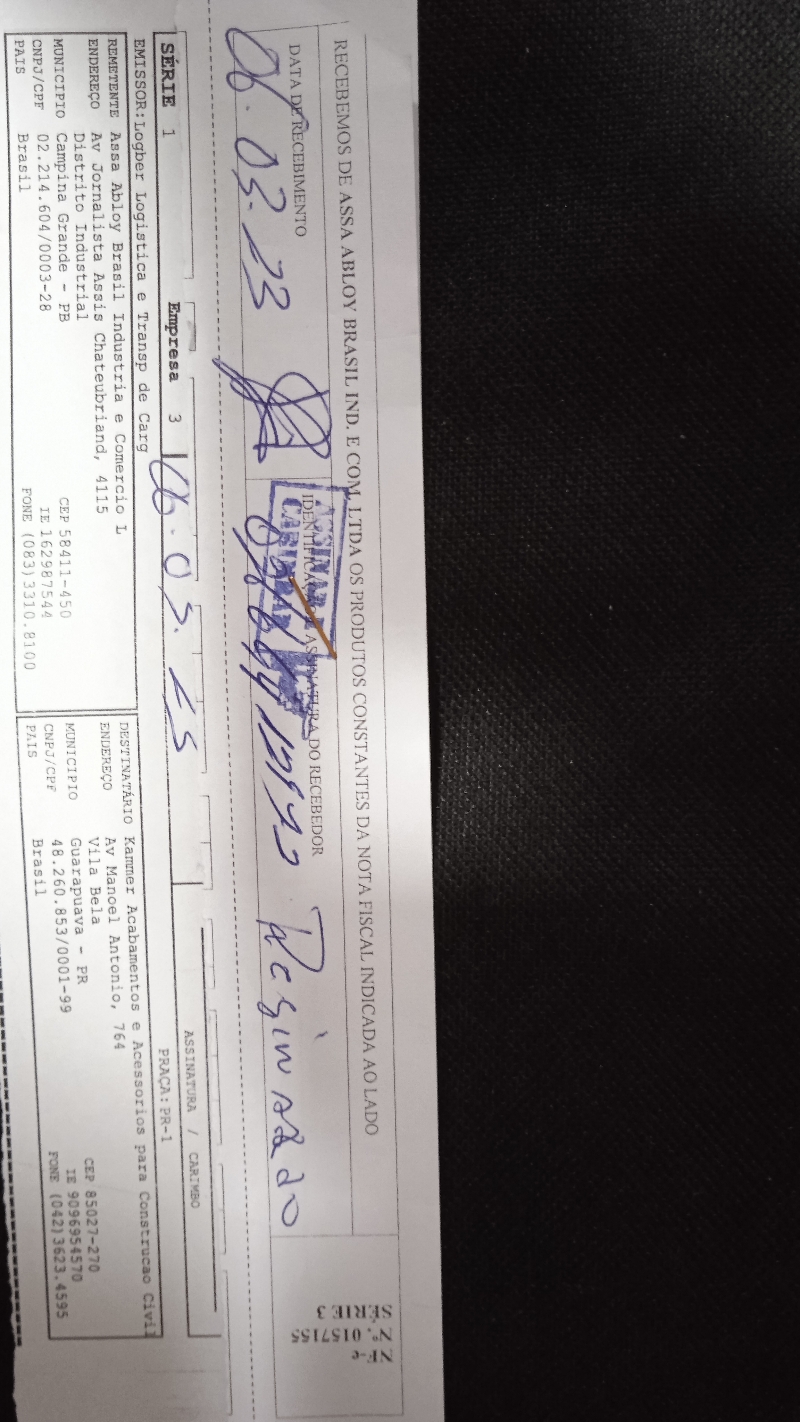 RECEBEMOS DE ASSA ABLOY BRASIL IND. E COM. LTDA OS PRODUTOS CONSTANTES DA NOTA FISCAL INDICADA AO LADO
NF-e
Nº. 0157155
SÉRIE 3
DATA DE RECEBIMENTO
IDENTIFICAÇÃO E ASSINATURA DO RECEBEDOR
ASSINAR
CARIMBAR
06.03.23
Reginaldo
SÉRIE 1 Empresa 3
06.03.23
ASSINATURA / CARIMBO
EMISSOR:Logber Logistica e Transp de Carg
PRAÇA:PR-1
REMETENTE Assa Abloy Brasil Industria e Comercio L
ENDEREÇO Av Jornalista Assis Chateubriand, 4115
Distrito Industrial CEP 58411-450
MUNICIPIO Campina Grande - PB IE 162987544
CNPJ/CPF 02.214.604/0003-28 FONE (083)3310.8100
PAIS Brasil
DESTINATÁRIO Kammer Acabamentos e Acessorios para Construcao Civil
ENDEREÇO Av Manoel Antonio, 764
Vila Bela CEP 85027-270
MUNICIPIO Guarapuava - PR IE 9096954570
CNPJ/CPF 48.260.853/0001-99 FONE (042)3623.4595
PAIS Brasil